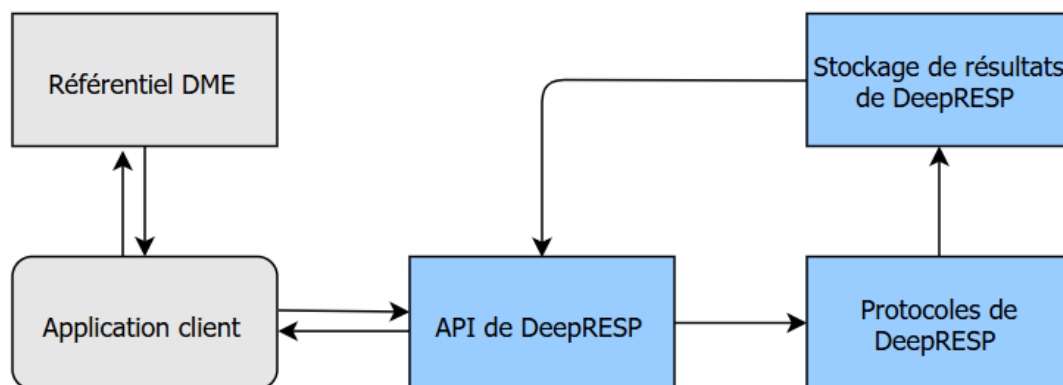 Référentiel DME
Stockage de résultats
de DeepRESP
Application client
API de DeepRESP
Protocoles de
DeepRESP